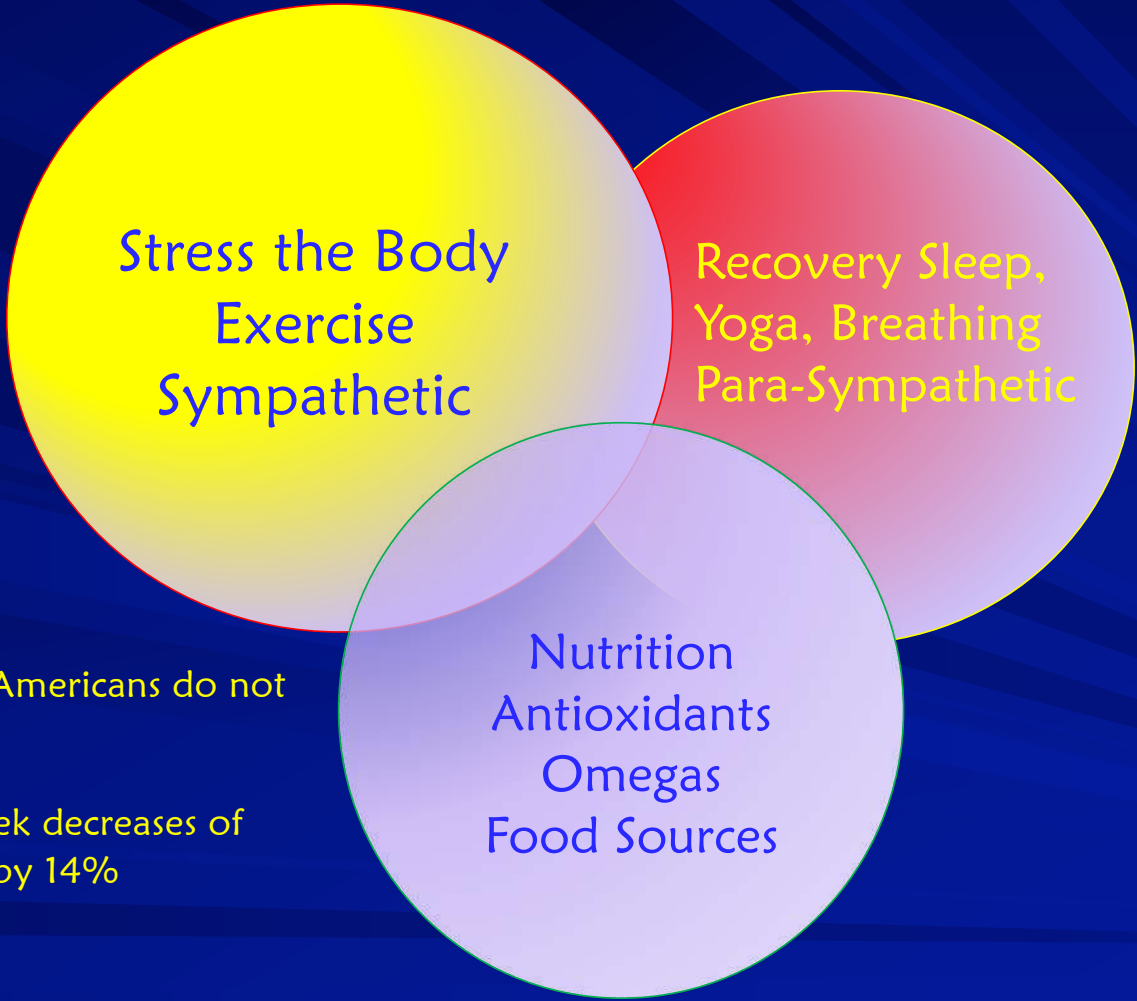 Stress the Body
Exercise
Sympathetic
Recovery Sleep,
Yoga, Breathing
Para-Sympathetic
Americans do not
ek decreases of
by 14%
Nutrition
Antioxidants
Omegas
Food Sources